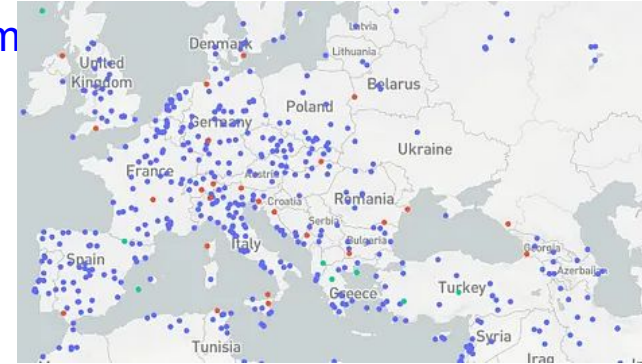 m
Latvia
Denmark
Lithuania
United
Kingdom
Belarus
Poland
Germany
Ukraine
France
Austria
Romania
Croatia
Serbia
Italy
Bulgaria
Georgia
Spain
Azerbaijan
Greece
Turkey
Syria
Tunisia
Iraq